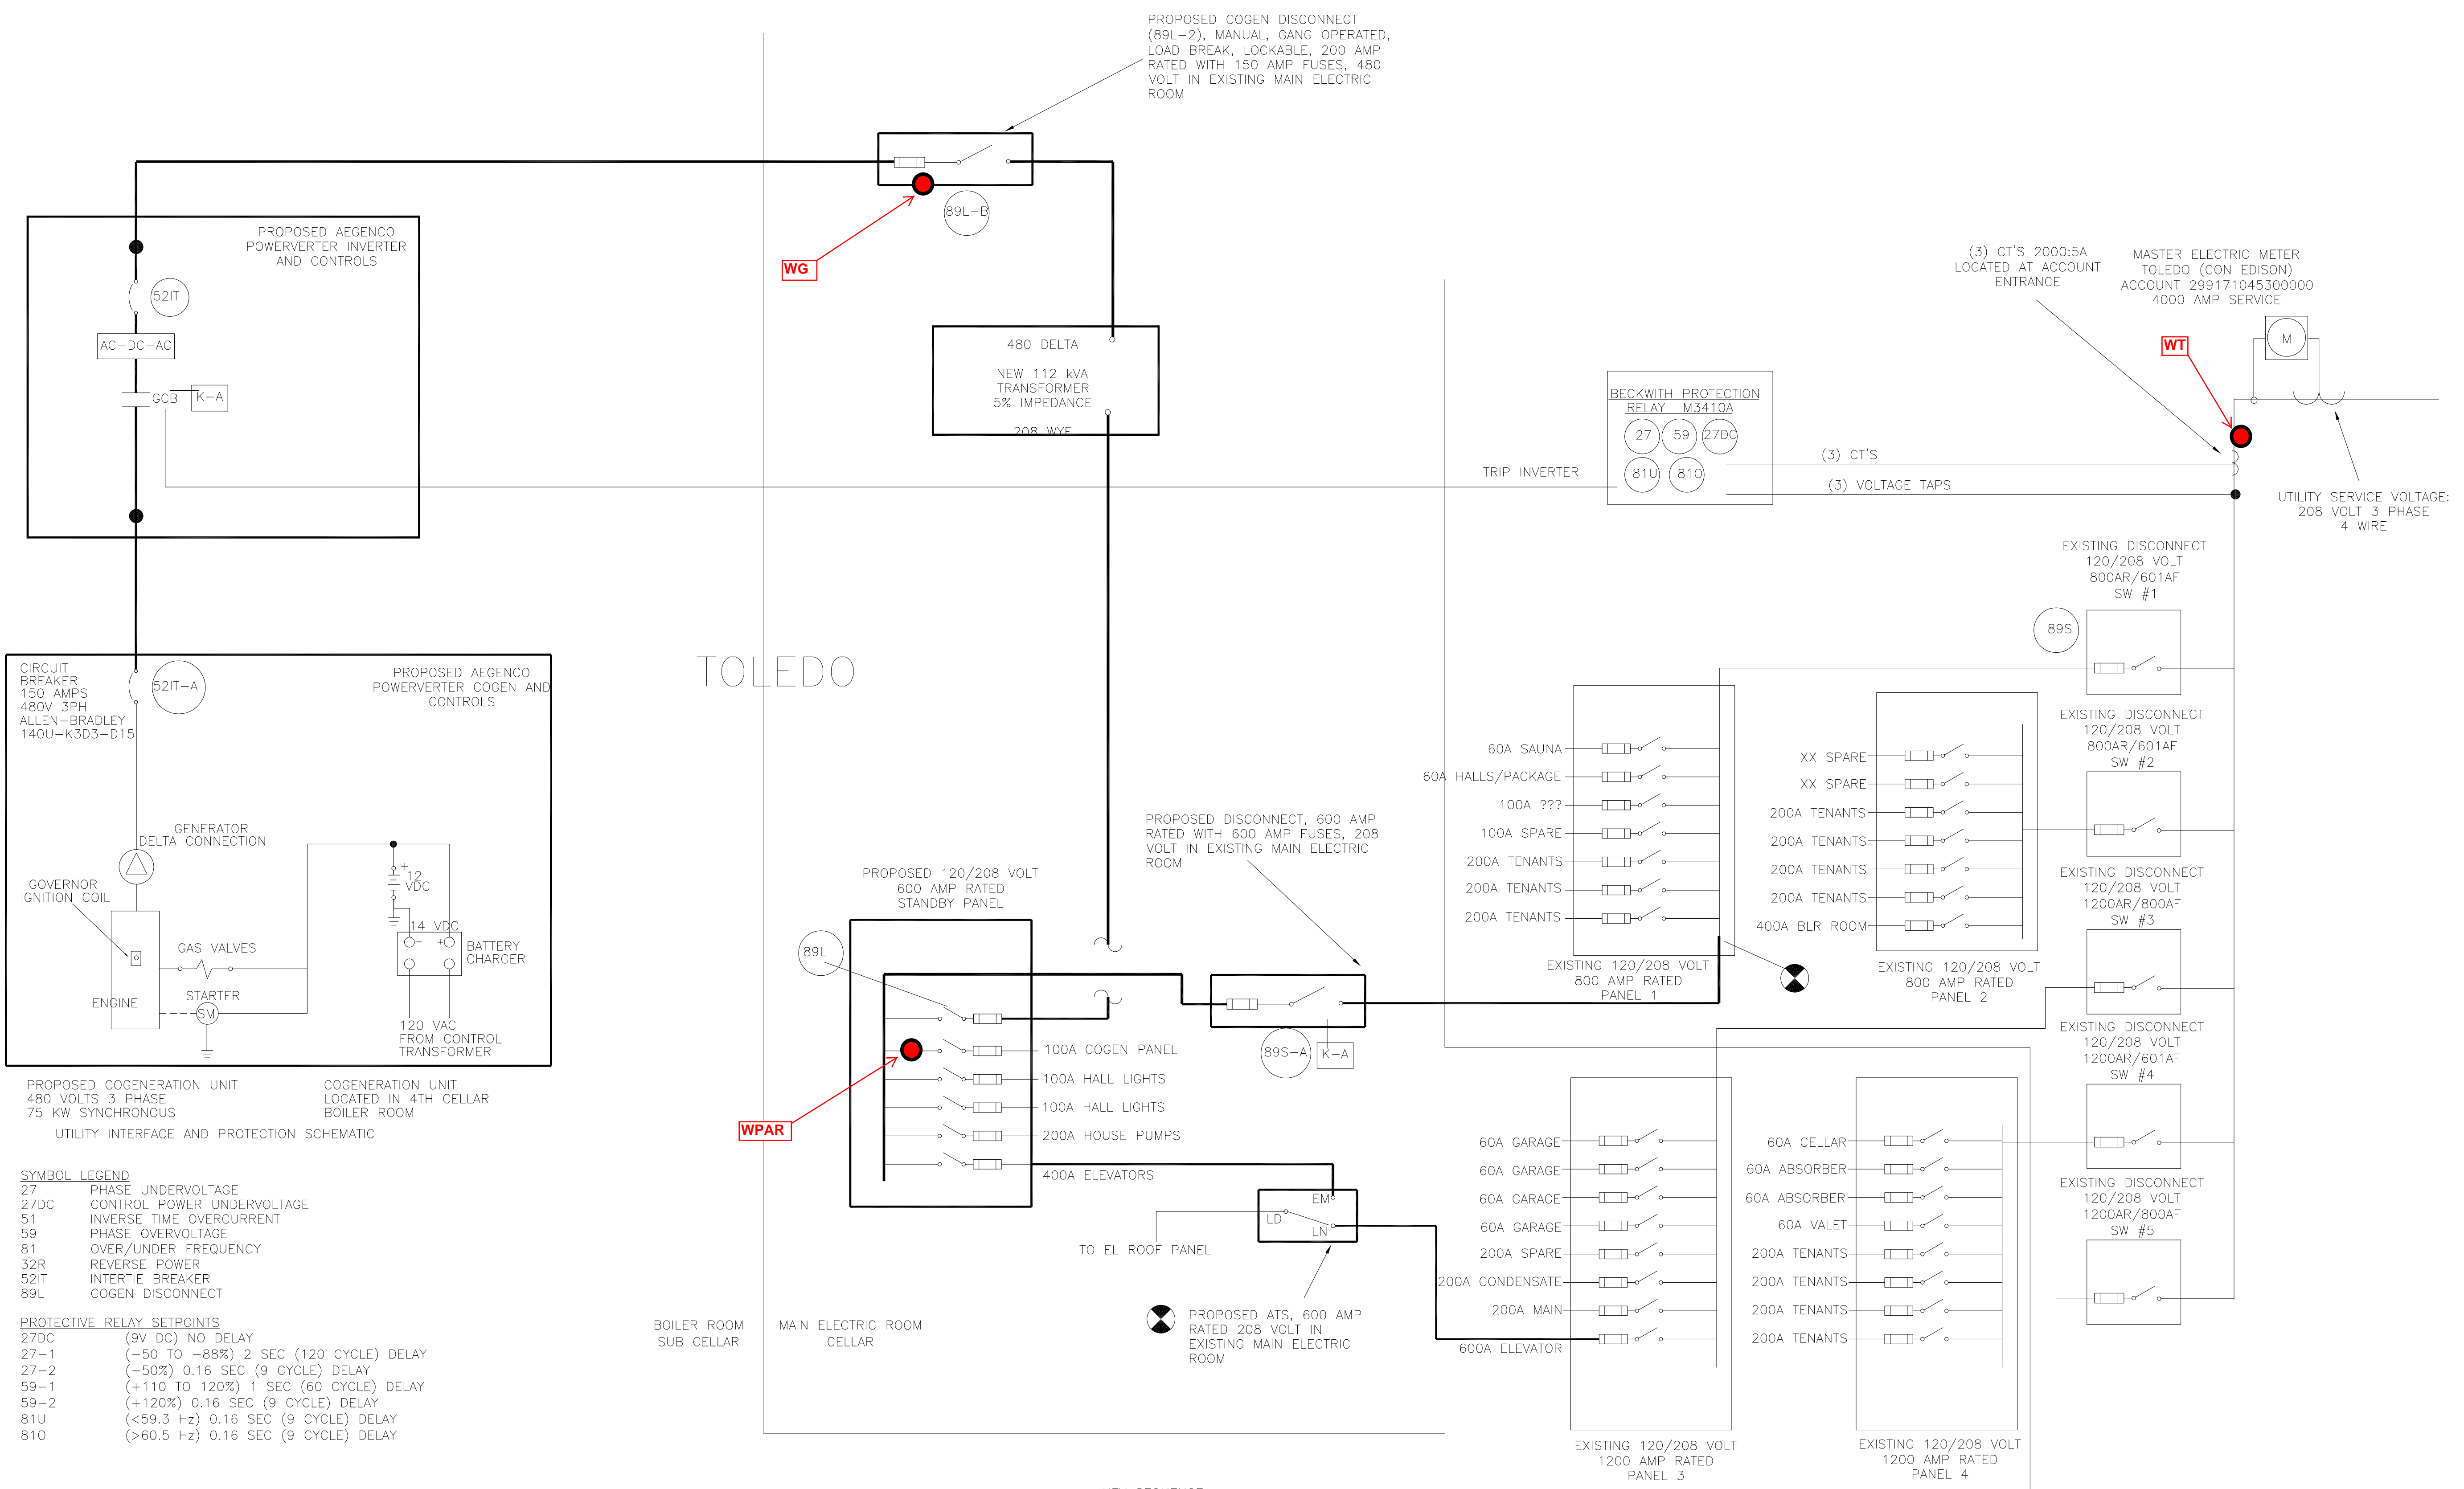 PROPOSED COGEN DISCONNECT
(89L-2), MANUAL, GANG OPERATED,
LOAD BREAK, LOCKABLE, 200 AMP
RATED WITH 150 AMP FUSES, 480
VOLT IN EXISTING MAIN ELECTRIC
ROOM
89L-B
WG
PROPOSED AEGENCO
POWERVERTER INVERTER
AND CONTROLS
52IT
AC-DC-AC
GCB
K-A
480 DELTA
NEW 112 kVA
TRANSFORMER
5% IMPEDANCE
208 WYE
(3) CT'S 2000:5A
LOCATED AT ACCOUNT
ENTRANCE
MASTER ELECTRIC METER
TOLEDO (CON EDISON)
ACCOUNT 299171045300000
4000 AMP SERVICE
M
WT
BECKWITH PROTECTION
RELAY M3410A
27
59
27DC
81U
81O
TRIP INVERTER
(3) CT'S
(3) VOLTAGE TAPS
UTILITY SERVICE VOLTAGE:
208 VOLT 3 PHASE
4 WIRE
EXISTING DISCONNECT
120/208 VOLT
800AR/601AF
SW #1
89S
EXISTING DISCONNECT
120/208 VOLT
800AR/601AF
SW #2
EXISTING DISCONNECT
120/208 VOLT
1200AR/800AF
SW #3
EXISTING DISCONNECT
120/208 VOLT
1200AR/601AF
SW #4
EXISTING DISCONNECT
120/208 VOLT
1200AR/800AF
SW #5
TOLEDO
CIRCUIT
BREAKER
150 AMPS
480V 3PH
ALLEN-BRADLEY
140U-K3D3-D15
52IT-A
PROPOSED AEGENCO
POWERVERTER COGEN AND
CONTROLS
GENERATOR
DELTA CONNECTION
GOVERNOR
IGNITION COIL
+
12
VDC
14 VDC
-
+
BATTERY
CHARGER
GAS VALVES
ENGINE
STARTER
SM
120 VAC
FROM CONTROL
TRANSFORMER
PROPOSED COGENERATION UNIT
480 VOLTS 3 PHASE
75 KW SYNCHRONOUS
COGENERATION UNIT
LOCATED IN 4TH CELLAR
BOILER ROOM
UTILITY INTERFACE AND PROTECTION SCHEMATIC
PROPOSED 120/208 VOLT
600 AMP RATED
STANDBY PANEL
89L
100A COGEN PANEL
100A HALL LIGHTS
100A HALL LIGHTS
200A HOUSE PUMPS
400A ELEVATORS
WPAR
PROPOSED DISCONNECT, 600 AMP
RATED WITH 600 AMP FUSES, 208
VOLT IN EXISTING MAIN ELECTRIC
ROOM
89S-A
K-A
EM
LD
LN
TO EL ROOF PANEL
PROPOSED ATS, 600 AMP
RATED 208 VOLT IN
EXISTING MAIN ELECTRIC
ROOM
60A SAUNA
60A HALLS/PACKAGE
100A ???
100A SPARE
200A TENANTS
200A TENANTS
200A TENANTS
EXISTING 120/208 VOLT
800 AMP RATED
PANEL 1
XX SPARE
XX SPARE
200A TENANTS
200A TENANTS
200A TENANTS
200A TENANTS
400A BLR ROOM
EXISTING 120/208 VOLT
800 AMP RATED
PANEL 2
60A GARAGE
60A GARAGE
60A GARAGE
60A GARAGE
200A SPARE
200A CONDENSATE
200A MAIN
600A ELEVATOR
EXISTING 120/208 VOLT
1200 AMP RATED
PANEL 3
60A CELLAR
60A ABSORBER
60A ABSORBER
60A VALET
200A TENANTS
200A TENANTS
200A TENANTS
200A TENANTS
EXISTING 120/208 VOLT
1200 AMP RATED
PANEL 4
SYMBOL LEGEND
27 PHASE UNDERVOLTAGE
27DC CONTROL POWER UNDERVOLTAGE
51 INVERSE TIME OVERCURRENT
59 PHASE OVERVOLTAGE
81 OVER/UNDER FREQUENCY
32R REVERSE POWER
52IT INTERTIE BREAKER
89L COGEN DISCONNECT
PROTECTIVE RELAY SETPOINTS
27DC (9V DC) NO DELAY
27-1 (-50 TO -88%) 2 SEC (120 CYCLE) DELAY
27-2 (-50%) 0.16 SEC (9 CYCLE) DELAY
59-1 (+110 TO 120%) 1 SEC (60 CYCLE) DELAY
59-2 (+120%) 0.16 SEC (9 CYCLE) DELAY
81U (<59.3 Hz) 0.16 SEC (9 CYCLE) DELAY
81O (>60.5 Hz) 0.16 SEC (9 CYCLE) DELAY
BOILER ROOM
SUB CELLAR
MAIN ELECTRIC ROOM
CELLAR